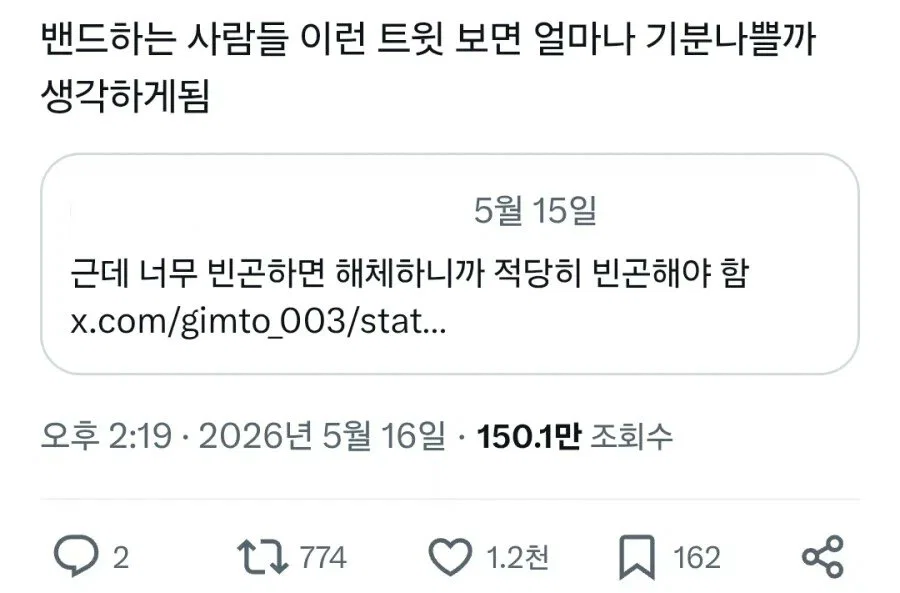 밴드하는 사람들 이런 트윗 보면 얼마나 기분나쁠까
생각하게됨
5월 15일
근데 너무 빈곤하면 해체하니까 적당히 빈곤해야 함
x.com/gimto_003/stat...
오후 2:19 · 2026년 5월 16일 · 150.1만 조회수
2 774 1.2천 162